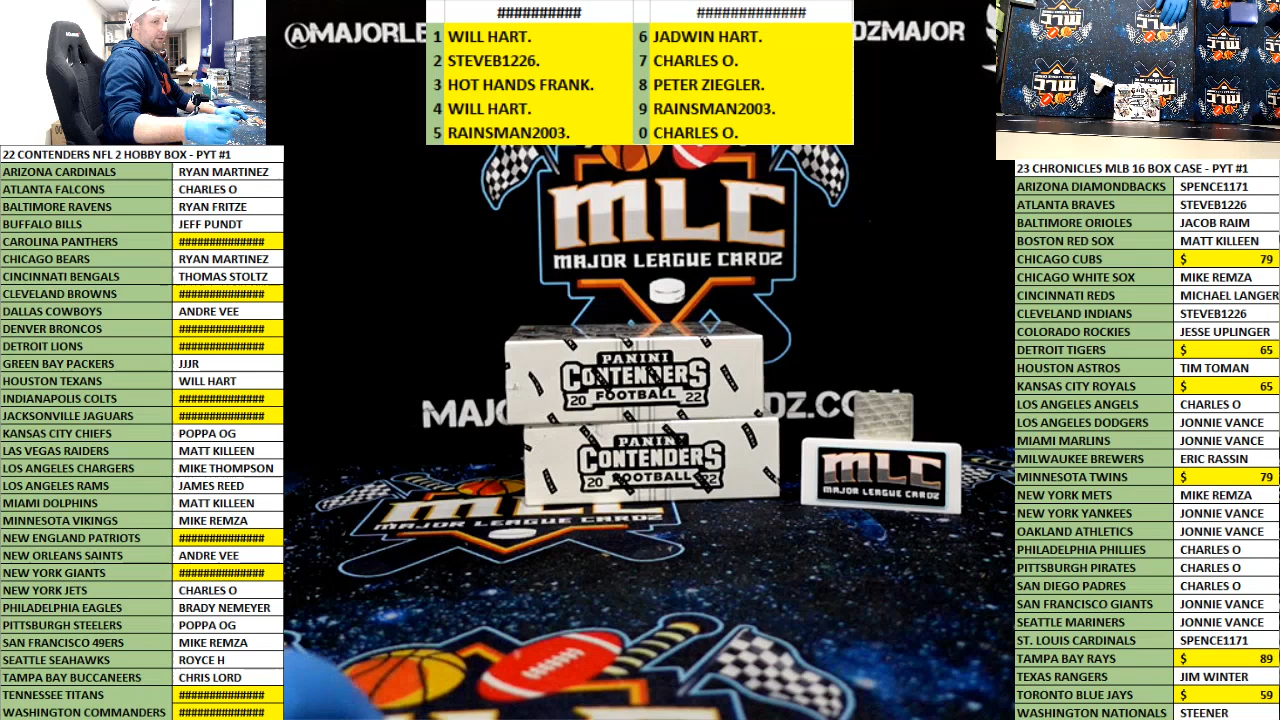 @MAJORLE
########## ############
1 WILL HART. 6 JADWIN HART.
2 STEVEB1226. 7 CHARLES O.
3 HOT HANDS FRANK. 8 PETER ZIEGLER.
4 WILL HART. 9 RAINSMAN2003.
5 RAINSMAN2003. 0 CHARLES O.
DZMAJOR
22 CONTENDERS NFL 2 HOBBY BOX - PYT #1
ARIZONA CARDINALS RYAN MARTINEZ
ATLANTA FALCONS CHARLES O
BALTIMORE RAVENS RYAN FRITZE
BUFFALO BILLS JEFF PUNDT
CAROLINA PANTHERS ##############
CHICAGO BEARS RYAN MARTINEZ
CINCINNATI BENGALS THOMAS STOLTZ
CLEVELAND BROWNS ##############
DALLAS COWBOYS ANDRE VEE
DENVER BRONCOS ##############
DETROIT LIONS ##############
GREEN BAY PACKERS JJJR
HOUSTON TEXANS WILL HART
INDIANAPOLIS COLTS ##############
JACKSONVILLE JAGUARS ##############
KANSAS CITY CHIEFS POPPA OG
LAS VEGAS RAIDERS MATT KILLEEN
LOS ANGELES CHARGERS MIKE THOMPSON
LOS ANGELES RAMS JAMES REED
MIAMI DOLPHINS MATT KILLEEN
MINNESOTA VIKINGS MIKE REMZA
NEW ENGLAND PATRIOTS ##############
NEW ORLEANS SAINTS ANDRE VEE
NEW YORK GIANTS ##############
NEW YORK JETS CHARLES O
PHILADELPHIA EAGLES BRADY NEMEYER
PITTSBURGH STEELERS POPPA OG
SAN FRANCISCO 49ERS MIKE REMZA
SEATTLE SEAHAWKS ROYCE H
TAMPA BAY BUCCANEERS CHRIS LORD
TENNESSEE TITANS ##############
WASHINGTON COMMANDERS ##############
MLC
MAJOR LEAGUE CARDZ
PANINI
CONTENDERS
20 FOOTBALL 22
MAJO DZ.CO
PANINI
CONTENDERS
20 FOOTBALL 22
MLC
MAJOR LEAGUE CARDZ
MLC
MAJOR LEAGUE CARDZ
MLC
23 CHRONICLES MLB 16 BOX CASE - PYT #1
ARIZONA DIAMONDBACKS SPENCE1171
ATLANTA BRAVES STEVEB1226
BALTIMORE ORIOLES JACOB RAIM
BOSTON RED SOX MATT KILLEEN
CHICAGO CUBS $ 79
CHICAGO WHITE SOX MIKE REMZA
CINCINNATI REDS MICHAEL LANGER
CLEVELAND INDIANS STEVEB1226
COLORADO ROCKIES JESSE UPLINGER
DETROIT TIGERS $ 65
HOUSTON ASTROS TIM TOMAN
KANSAS CITY ROYALS $ 65
LOS ANGELS ANGELS CHARLES O
LOS ANGELES DODGERS JONNIE VANCE
MIAMI MARLINS JONNIE VANCE
MILWAUKEE BREWERS ERIC RASSIN
MINNESOTA TWINS $ 79
NEW YORK METS MIKE REMZA
NEW YORK YANKEES JONNIE VANCE
OAKLAND ATHLETICS JONNIE VANCE
PHILADELPHIA PHILLIES CHARLES O
PITTSBURGH PIRATES CHARLES O
SAN DIEGO PADRES CHARLES O
SAN FRANCISCO GIANTS JONNIE VANCE
SEATTLE MARINERS JONNIE VANCE
ST. LOUIS CARDINALS SPENCE1171
TAMPA BAY RAYS $ 89
TEXAS RANGERS JIM WINTER
TORONTO BLUE JAYS $ 59
WASHINGTON NATIONALS STEENER